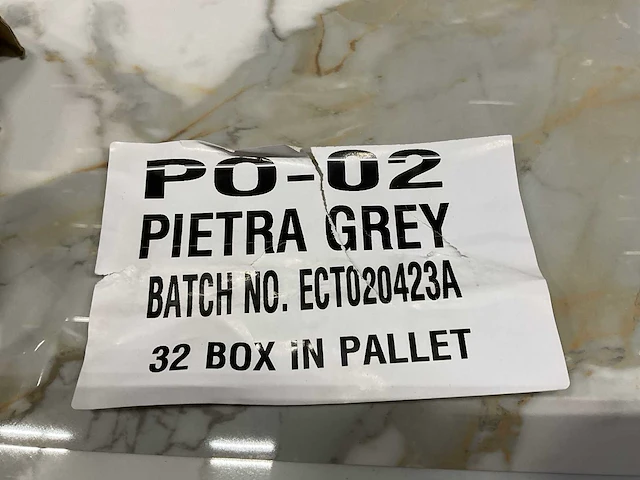 PO-02
PIETRA GREY
BATCH NO. ECT020423A
32 BOX IN PALLET